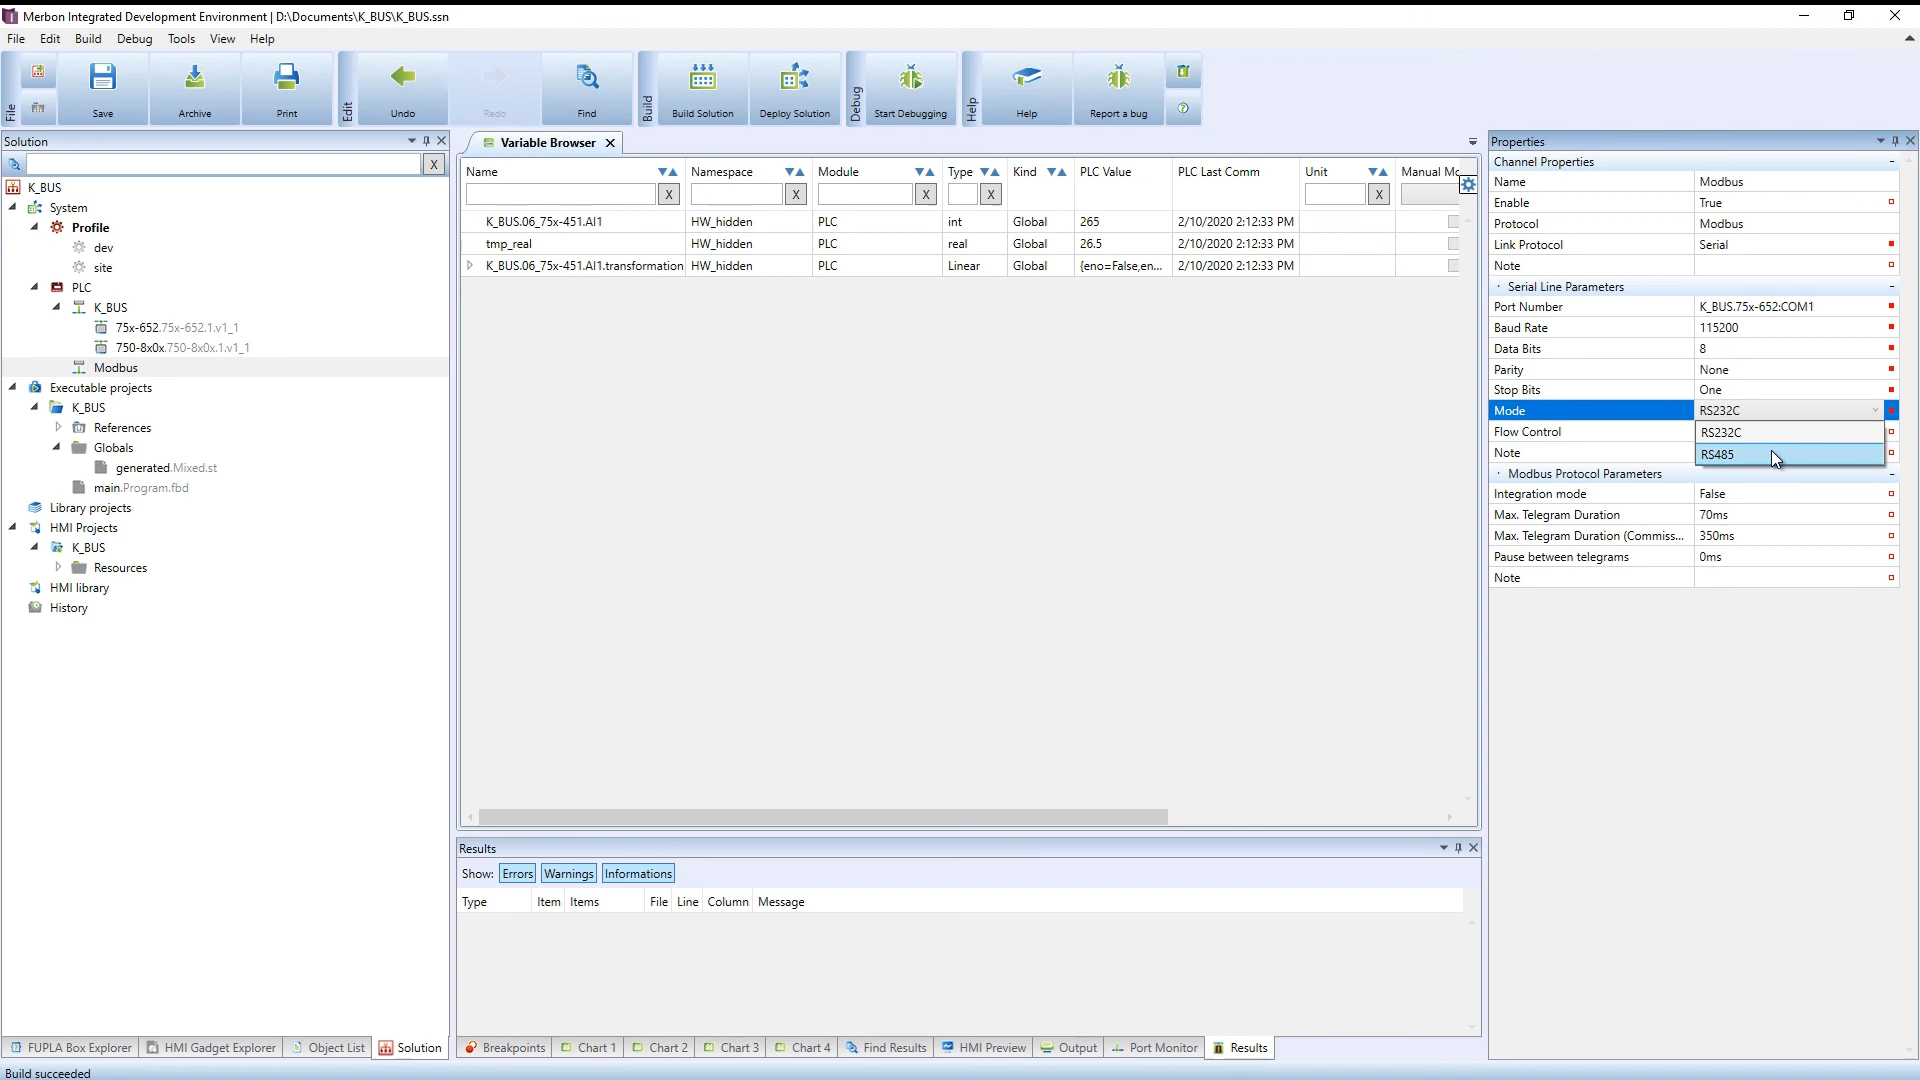 Merbon Integrated Development Environment | D:\Documents\K_BUS\K_BUS.ssn
File Edit Build Debug Tools View Help
File
Save
Archive
Print
Edit
Undo
Redo
Find
Build
Build Solution
Deploy Solution
Debug
Start Debugging
Help
Help
Report a bug
Solution
X
K_BUS
System
Profile
dev
site
PLC
K_BUS
75x-652.75x-652.1.v1_1
750-8x0x.750-8x0x.1.v1_1
Modbus
Executable projects
K_BUS
References
Globals
generated.Mixed.st
main.Program.fbd
Library projects
HMI Projects
K_BUS
Resources
HMI library
History
FUPLA Box Explorer HMI Gadget Explorer Object List Solution
Variable Browser
Name Namespace Module Type Kind PLC Value PLC Last Comm Unit Manual Mo
X X X X X
K_BUS.06_75x-451.AI1 HW_hidden PLC int Global 265 2/10/2020 2:12:33 PM
tmp_real HW_hidden PLC real Global 26.5 2/10/2020 2:12:33 PM
K_BUS.06_75x-451.AI1.transformation HW_hidden PLC Linear Global {eno=False,en... 2/10/2020 2:12:33 PM
Results
Show: Errors Warnings Informations
Type Item Items File Line Column Message
Breakpoints Chart 1 Chart 2 Chart 3 Chart 4 Find Results HMI Preview Output Port Monitor Results
Properties
Channel Properties
Name Modbus
Enable True
Protocol Modbus
Link Protocol Serial
Note
Serial Line Parameters
Port Number K_BUS.75x-652:COM1
Baud Rate 115200
Data Bits 8
Parity None
Stop Bits One
Mode RS232C
Flow Control RS232C
Note RS485
Modbus Protocol Parameters
Integration mode False
Max. Telegram Duration 70ms
Max. Telegram Duration (Commiss... 350ms
Pause between telegrams 0ms
Note
Build succeeded